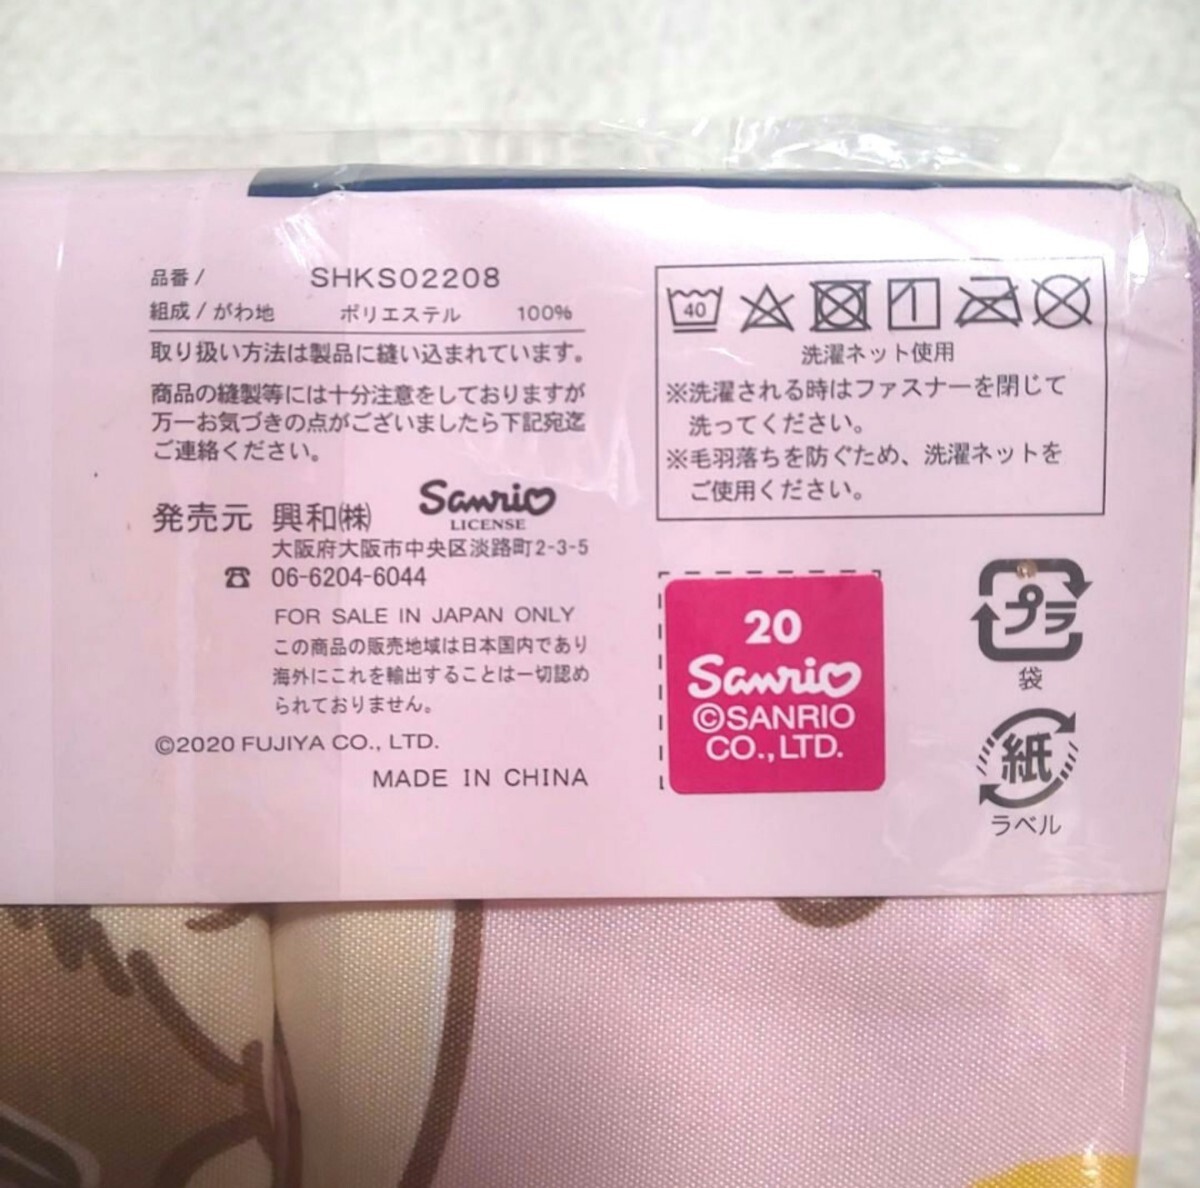 品番/ SHKS02208
組成/がわ地 ポリエステル 100%
取り扱い方法は製品に縫い込まれています。
商品の縫製等には十分注意をしておりますが
万一お気づきの点がございましたら下記宛迄
ご連絡ください。
発売元 興和㈱
Sanrio
LICENSE
大阪府大阪市中央区淡路町2-3-5
☎ 06-6204-6044
FOR SALE IN JAPAN ONLY
この商品の販売地域は日本国内であり
海外にこれを輸出することは一切認め
られておりません。
©2020 FUJIYA CO., LTD.
MADE IN CHINA
40
洗濯ネット使用
※洗濯される時はファスナーを閉じて
洗ってください。
※毛羽落ちを防ぐため、洗濯ネットを
ご使用ください。
20
Sanrio
©SANRIO
CO.,LTD.
プラ
袋
紙
ラベル